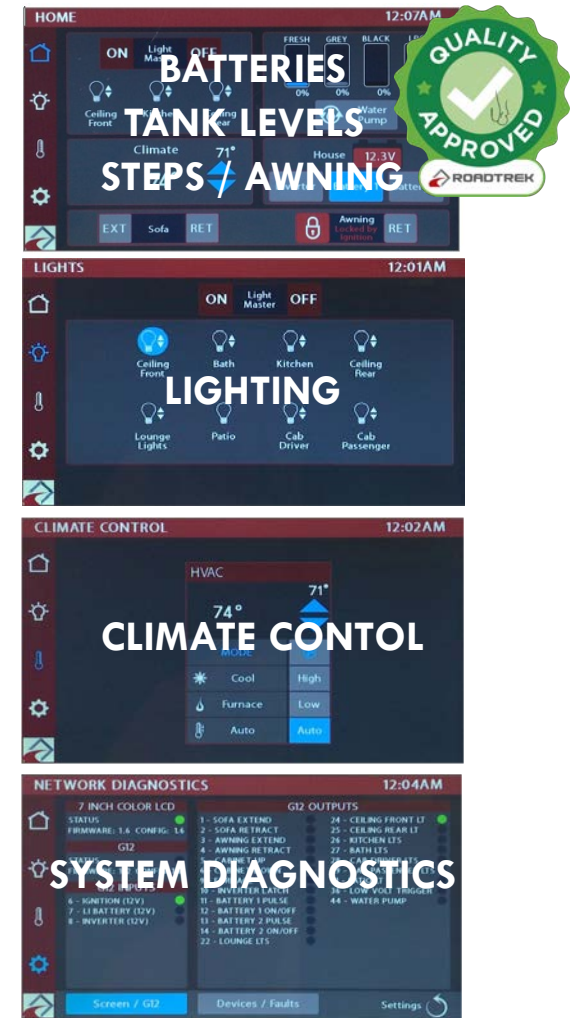 HOME
12:07AM
ON
Light
OFF
FRESH
GREY
BLACK
QUALITY
APPROVED
ROADTREK
BATTERIES
0%
0%
0%
Ceiling
Front
Water
Pump
TANK LEVELS
Climate
71°
House
12.3V
STEPS / AWNING
EXT
Sofa
RET
Awning
Locked by
Ignition
RET
LIGHTS
12:01AM
ON
Light
Master
OFF
Ceiling
Front
Bath
Kitchen
Ceiling
Rear
LIGHTING
Lounge
Lights
Patio
Cab
Driver
Cab
Passenger
CLIMATE CONTROL
12:02AM
HVAC
71°
74°
CLIMATE CONTOL
MODE
Cool
High
Furnace
Low
Auto
Auto
NETWORK DIAGNOSTICS
12:04AM
7 INCH COLOR LCD
STATUS
FIRMWARE: 1.6 CONFIG: 1.6
G12
G12 INPUTS
6 - IGNITION (12V)
7 - LI BATTERY (12V)
8 - INVERTER (12V)
G12 OUTPUTS
1 - SOFA EXTEND
2 - SOFA RETRACT
3 - AWNING EXTEND
4 - AWNING RETRACT
10 - INVERTER LATCH
11 - BATTERY 1 PULSE
12 - BATTERY 1 ON/OFF
13 - BATTERY 2 PULSE
14 - BATTERY 2 ON/OFF
22 - LOUNGE LTS
24 - CEILING FRONT LT
25 - CEILING REAR LT
26 - KITCHEN LTS
27 - BATH LTS
36 - LOW VOLT TRIGGER
44 - WATER PUMP
SYSTEM DIAGNOSTICS
Screen / G12
Devices / Faults
Settings